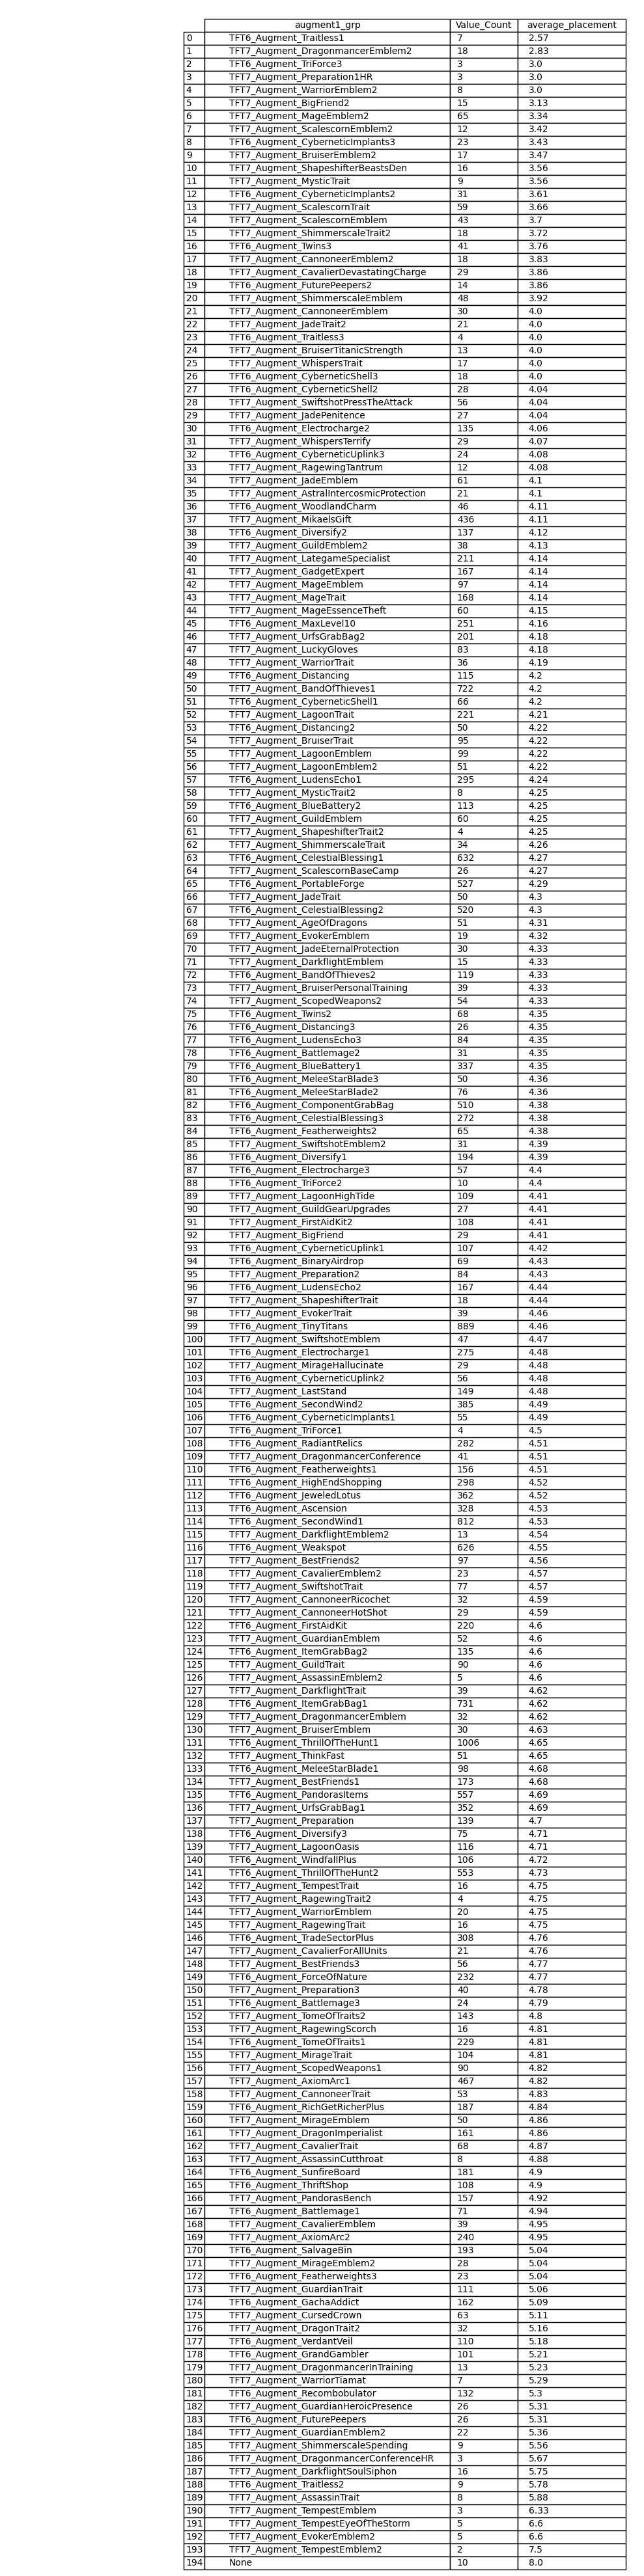 augment1_grp Value_Count average_placement
0 TFT6_Augment_Traitless1 7 2.57
1 TFT7_Augment_DragonmancerEmblem2 18 2.83
2 TFT6_Augment_TriForce3 3 3.0
3 TFT7_Augment_Preparation1HR 3 3.0
4 TFT7_Augment_WarriorEmblem2 8 3.0
5 TFT7_Augment_BigFriend2 15 3.13
6 TFT7_Augment_MageEmblem2 65 3.34
7 TFT7_Augment_ScalescornEmblem2 12 3.42
8 TFT6_Augment_CyberneticImplants3 23 3.43
9 TFT7_Augment_BruiserEmblem2 17 3.47
10 TFT7_Augment_ShapeshifterBeastsDen 16 3.56
11 TFT7_Augment_MysticTrait 9 3.56
12 TFT6_Augment_CyberneticImplants2 31 3.61
13 TFT7_Augment_ScalescornTrait 59 3.66
14 TFT7_Augment_ScalescornEmblem 43 3.7
15 TFT7_Augment_ShimmerscaleTrait2 18 3.72
16 TFT6_Augment_Twins3 41 3.76
17 TFT7_Augment_CannoneerEmblem2 18 3.83
18 TFT7_Augment_CavalierDevastatingCharge 29 3.86
19 TFT6_Augment_FuturePeepers2 14 3.86
20 TFT7_Augment_ShimmerscaleEmblem 48 3.92
21 TFT7_Augment_CannoneerEmblem 30 4.0
22 TFT7_Augment_JadeTrait2 21 4.0
23 TFT6_Augment_Traitless3 4 4.0
24 TFT7_Augment_BruiserTitanicStrength 13 4.0
25 TFT7_Augment_WhispersTrait 17 4.0
26 TFT6_Augment_CyberneticShell3 18 4.0
27 TFT6_Augment_CyberneticShell2 28 4.04
28 TFT7_Augment_SwiftshotPressTheAttack 56 4.04
29 TFT7_Augment_JadePenitence 27 4.04
30 TFT6_Augment_Electrocharge2 135 4.06
31 TFT7_Augment_WhispersTerrify 29 4.07
32 TFT6_Augment_CyberneticUplink3 24 4.08
33 TFT7_Augment_RagewingTantrum 12 4.08
34 TFT7_Augment_JadeEmblem 61 4.1
35 TFT7_Augment_AstralIntercosmicProtection 21 4.1
36 TFT6_Augment_WoodlandCharm 46 4.11
37 TFT7_Augment_MikaelsGift 436 4.11
38 TFT6_Augment_Diversify2 137 4.12
39 TFT7_Augment_GuildEmblem2 38 4.13
40 TFT7_Augment_LategameSpecialist 211 4.14
41 TFT7_Augment_GadgetExpert 167 4.14
42 TFT7_Augment_MageEmblem 97 4.14
43 TFT7_Augment_MageTrait 168 4.14
44 TFT7_Augment_MageEssenceTheft 60 4.15
45 TFT6_Augment_MaxLevel10 251 4.16
46 TFT7_Augment_UrfsGrabBag2 201 4.18
47 TFT7_Augment_LuckyGloves 83 4.18
48 TFT7_Augment_WarriorTrait 36 4.19
49 TFT6_Augment_Distancing 115 4.2
50 TFT7_Augment_BandOfThieves1 722 4.2
51 TFT6_Augment_CyberneticShell1 66 4.2
52 TFT7_Augment_LagoonTrait 221 4.21
53 TFT6_Augment_Distancing2 50 4.22
54 TFT7_Augment_BruiserTrait 95 4.22
55 TFT7_Augment_LagoonEmblem 99 4.22
56 TFT7_Augment_LagoonEmblem2 51 4.22
57 TFT6_Augment_LudensEcho1 295 4.24
58 TFT7_Augment_MysticTrait2 8 4.25
59 TFT6_Augment_BlueBattery2 113 4.25
60 TFT7_Augment_GuildEmblem 60 4.25
61 TFT7_Augment_ShapeshifterTrait2 4 4.25
62 TFT7_Augment_ShimmerscaleTrait 34 4.26
63 TFT6_Augment_CelestialBlessing1 632 4.27
64 TFT7_Augment_ScalescornBaseCamp 26 4.27
65 TFT6_Augment_PortableForge 527 4.29
66 TFT7_Augment_JadeTrait 50 4.3
67 TFT6_Augment_CelestialBlessing2 520 4.3
68 TFT7_Augment_AgeOfDragons 51 4.31
69 TFT7_Augment_EvokerEmblem 19 4.32
70 TFT7_Augment_JadeEternalProtection 30 4.33
71 TFT7_Augment_DarkflightEmblem 15 4.33
72 TFT6_Augment_BandOfThieves2 119 4.33
73 TFT7_Augment_BruiserPersonalTraining 39 4.33
74 TFT7_Augment_ScopedWeapons2 54 4.33
75 TFT6_Augment_Twins2 68 4.35
76 TFT6_Augment_Distancing3 26 4.35
77 TFT6_Augment_LudensEcho3 84 4.35
78 TFT6_Augment_Battlemage2 31 4.35
79 TFT6_Augment_BlueBattery1 337 4.35
80 TFT6_Augment_MeleeStarBlade3 50 4.36
81 TFT6_Augment_MeleeStarBlade2 76 4.36
82 TFT6_Augment_ComponentGrabBag 510 4.38
83 TFT6_Augment_CelestialBlessing3 272 4.38
84 TFT6_Augment_Featherweights2 65 4.38
85 TFT7_Augment_SwiftshotEmblem2 31 4.39
86 TFT6_Augment_Diversify1 194 4.39
87 TFT6_Augment_Electrocharge3 57 4.4
88 TFT6_Augment_TriForce2 10 4.4
89 TFT7_Augment_LagoonHighTide 109 4.41
90 TFT7_Augment_GuildGearUpgrades 27 4.41
91 TFT7_Augment_FirstAidKit2 108 4.41
92 TFT7_Augment_BigFriend 29 4.41
93 TFT6_Augment_CyberneticUplink1 107 4.42
94 TFT6_Augment_BinaryAirdrop 69 4.43
95 TFT7_Augment_Preparation2 84 4.43
96 TFT6_Augment_LudensEcho2 167 4.44
97 TFT7_Augment_ShapeshifterTrait 18 4.44
98 TFT7_Augment_EvokerTrait 39 4.46
99 TFT6_Augment_TinyTitans 889 4.46
100 TFT7_Augment_SwiftshotEmblem 47 4.47
101 TFT6_Augment_Electrocharge1 275 4.48
102 TFT7_Augment_MirageHallucinate 29 4.48
103 TFT6_Augment_CyberneticUplink2 56 4.48
104 TFT7_Augment_LastStand 149 4.48
105 TFT6_Augment_SecondWind2 385 4.49
106 TFT6_Augment_CyberneticImplants1 55 4.49
107 TFT6_Augment_TriForce1 4 4.5
108 TFT6_Augment_RadiantRelics 282 4.51
109 TFT7_Augment_DragonmancerConference 41 4.51
110 TFT6_Augment_Featherweights1 156 4.51
111 TFT6_Augment_HighEndShopping 298 4.52
112 TFT6_Augment_JeweledLotus 362 4.52
113 TFT6_Augment_Ascension 328 4.53
114 TFT6_Augment_SecondWind1 812 4.53
115 TFT7_Augment_DarkflightEmblem2 13 4.54
116 TFT6_Augment_Weakspot 626 4.55
117 TFT7_Augment_BestFriends2 97 4.56
118 TFT7_Augment_CavalierEmblem2 23 4.57
119 TFT7_Augment_SwiftshotTrait 77 4.57
120 TFT7_Augment_CannoneerRicochet 32 4.59
121 TFT7_Augment_CannoneerHotShot 29 4.59
122 TFT6_Augment_FirstAidKit 220 4.6
123 TFT7_Augment_GuardianEmblem 52 4.6
124 TFT6_Augment_ItemGrabBag2 135 4.6
125 TFT7_Augment_GuildTrait 90 4.6
126 TFT7_Augment_AssassinEmblem2 5 4.6
127 TFT7_Augment_DarkflightTrait 39 4.62
128 TFT6_Augment_ItemGrabBag1 731 4.62
129 TFT7_Augment_DragonmancerEmblem 32 4.62
130 TFT7_Augment_BruiserEmblem 30 4.63
131 TFT6_Augment_ThrillOfTheHunt1 1006 4.65
132 TFT7_Augment_ThinkFast 51 4.65
133 TFT6_Augment_MeleeStarBlade1 98 4.68
134 TFT7_Augment_BestFriends1 173 4.68
135 TFT6_Augment_PandorasItems 557 4.69
136 TFT7_Augment_UrfsGrabBag1 352 4.69
137 TFT7_Augment_Preparation 139 4.7
138 TFT6_Augment_Diversify3 75 4.71
139 TFT7_Augment_LagoonOasis 116 4.71
140 TFT6_Augment_WindfallPlus 106 4.72
141 TFT6_Augment_ThrillOfTheHunt2 553 4.73
142 TFT7_Augment_TempestTrait 16 4.75
143 TFT7_Augment_RagewingTrait2 4 4.75
144 TFT7_Augment_WarriorEmblem 20 4.75
145 TFT7_Augment_RagewingTrait 16 4.75
146 TFT6_Augment_TradeSectorPlus 308 4.76
147 TFT7_Augment_CavalierForAllUnits 21 4.76
148 TFT7_Augment_BestFriends3 56 4.77
149 TFT6_Augment_ForceOfNature 232 4.77
150 TFT7_Augment_Preparation3 40 4.78
151 TFT6_Augment_Battlemage3 24 4.79
152 TFT7_Augment_TomeOfTraits2 143 4.8
153 TFT7_Augment_RagewingScorch 16 4.81
154 TFT6_Augment_TomeOfTraits1 229 4.81
155 TFT7_Augment_MirageTrait 104 4.81
156 TFT7_Augment_ScopedWeapons1 90 4.82
157 TFT7_Augment_AxiomArc1 467 4.82
158 TFT7_Augment_CannoneerTrait 53 4.83
159 TFT6_Augment_RichGetRicherPlus 187 4.84
160 TFT7_Augment_MirageEmblem 50 4.86
161 TFT7_Augment_DragonImperialist 161 4.86
162 TFT7_Augment_CavalierTrait 68 4.87
163 TFT7_Augment_AssassinCutthroat 8 4.88
164 TFT6_Augment_SunfireBoard 181 4.9
165 TFT6_Augment_ThriftShop 108 4.9
166 TFT7_Augment_PandorasBench 157 4.92
167 TFT6_Augment_Battlemage1 71 4.94
168 TFT7_Augment_CavalierEmblem 39 4.95
169 TFT7_Augment_AxiomArc2 240 4.95
170 TFT6_Augment_SalvageBin 193 5.04
171 TFT7_Augment_MirageEmblem2 28 5.04
172 TFT6_Augment_Featherweights3 23 5.04
173 TFT7_Augment_GuardianTrait 111 5.06
174 TFT6_Augment_GachaAddict 162 5.09
175 TFT7_Augment_CursedCrown 63 5.11
176 TFT7_Augment_DragonTrait2 32 5.16
177 TFT6_Augment_VerdantVeil 110 5.18
178 TFT6_Augment_GrandGambler 101 5.21
179 TFT7_Augment_DragonmancerInTraining 13 5.23
180 TFT7_Augment_WarriorTiamat 7 5.29
181 TFT6_Augment_Recombobulator 132 5.3
182 TFT7_Augment_GuardianHeroicPresence 26 5.31
183 TFT6_Augment_FuturePeepers 26 5.31
184 TFT7_Augment_GuardianEmblem2 22 5.36
185 TFT7_Augment_ShimmerscaleSpending 9 5.56
186 TFT7_Augment_DragonmancerConferenceHR 3 5.67
187 TFT7_Augment_DarkflightSoulSiphon 16 5.75
188 TFT6_Augment_Traitless2 9 5.78
189 TFT7_Augment_AssassinTrait 8 5.88
190 TFT7_Augment_TempestEmblem 3 6.33
191 TFT7_Augment_TempestEyeOfTheStorm 5 6.6
192 TFT7_Augment_EvokerEmblem2 5 6.6
193 TFT7_Augment_TempestEmblem2 2 7.5
194 None 10 8.0